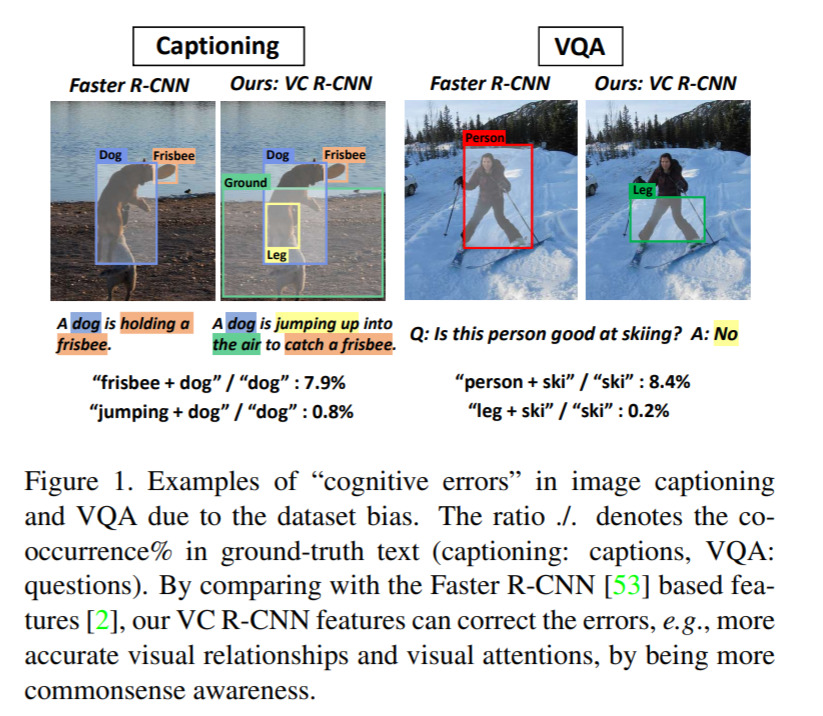 Captioning
VQA
Faster R-CNN
Ours: VC R-CNN
Faster R-CNN
Ours: VC R-CNN
Dog
Frisbee
Dog
Frisbee
Ground
Leg
Person
Leg
A dog is holding a
frisbee.
A dog is jumping up into
the air to catch a frisbee.
Q: Is this person good at skiing? A: No
“frisbee + dog” / “dog” : 7.9%
“jumping + dog” / “dog” : 0.8%
“person + ski” / “ski” : 8.4%
“leg + ski” / “ski” : 0.2%
Figure 1. Examples of “cognitive errors” in image captioning
and VQA due to the dataset bias. The ratio ./. denotes the co-
occurrence% in ground-truth text (captioning: captions, VQA:
questions). By comparing with the Faster R-CNN [53] based fea-
tures [2], our VC R-CNN features can correct the errors, e.g., more
accurate visual relationships and visual attentions, by being more
commonsense awareness.